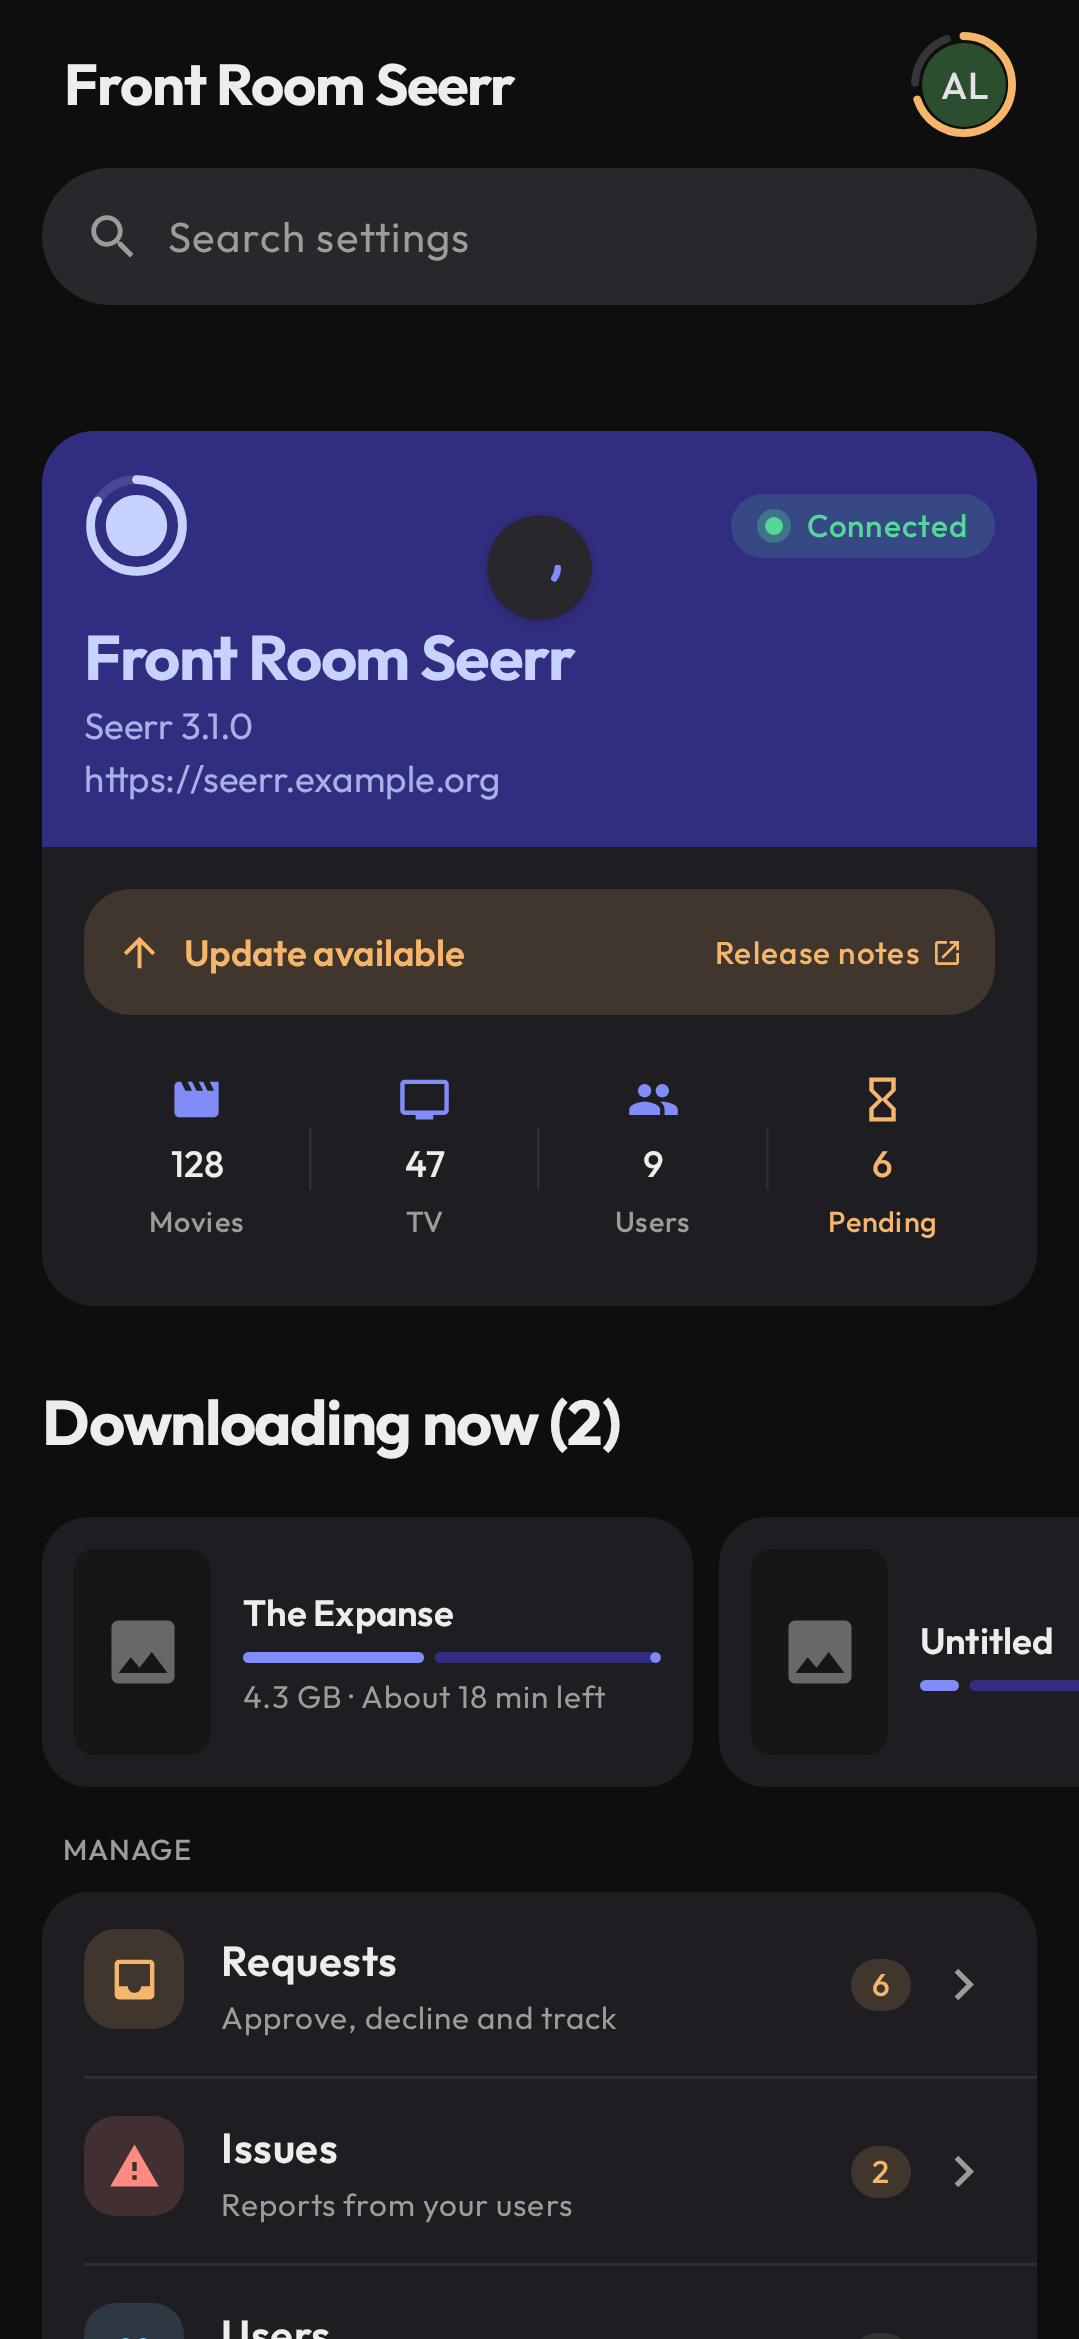 Front Room Seerr
AL
Search settings
Connected
Front Room Seerr
Seerr 3.1.0
https://seerr.example.org
Update available
Release notes
128
47
9
6
Movies
TV
Users
Pending
Downloading now (2)
The Expanse
4.3 GB · About 18 min left
Untitled
MANAGE
Requests
Approve, decline and track
6
Issues
Reports from your users
2
Users